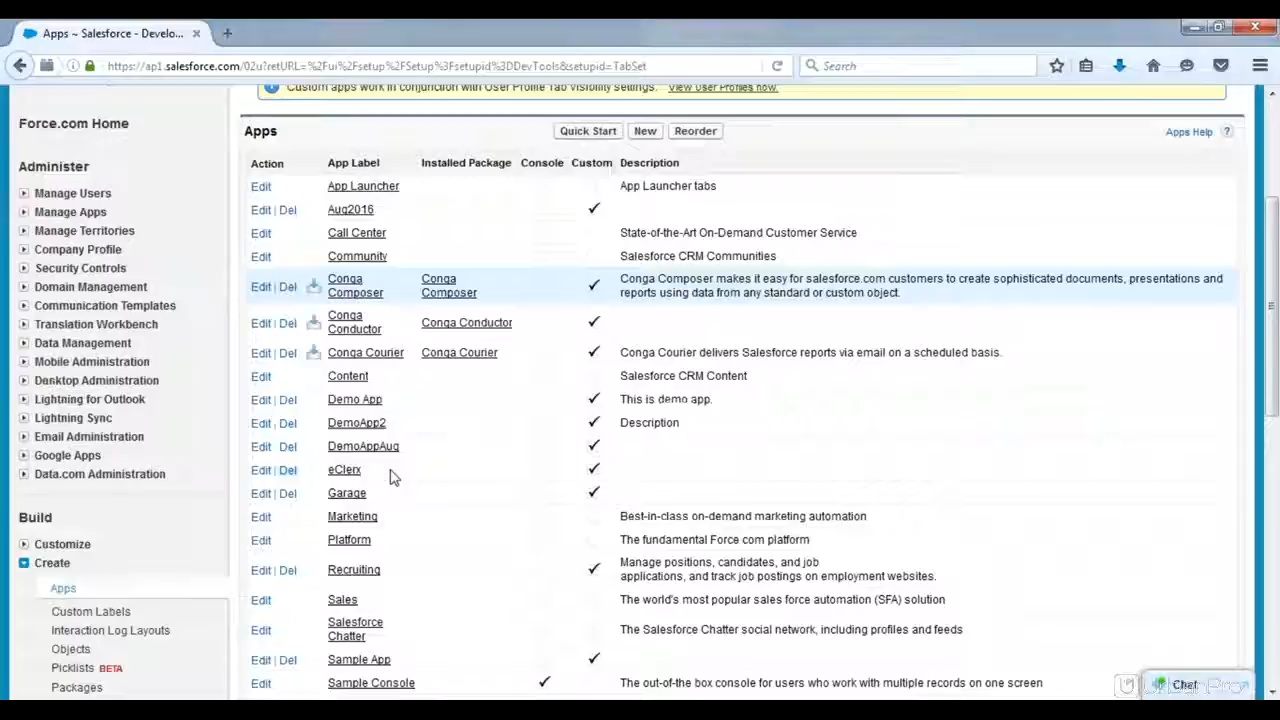 Apps ~ Salesforce - Develo...
https://ap1.salesforce.com/02u?retURL=%2Fui%2Fsetup%2FSetup%3Fsetupid%3DDevTools&setupid=TabSet
Search
Custom apps work in conjunction with User Profile Tab visibility settings. View User Profiles now.
Force.com Home
Administer
Manage Users
Manage Apps
Manage Territories
Company Profile
Security Controls
Domain Management
Communication Templates
Translation Workbench
Data Management
Mobile Administration
Desktop Administration
Lightning for Outlook
Lightning Sync
Email Administration
Google Apps
Data.com Administration
Build
Customize
Create
Apps
Custom Labels
Interaction Log Layouts
Objects
Picklists BETA
Packages
Apps Quick Start New Reorder Apps Help ?
Action App Label Installed Package Console Custom Description
Edit App Launcher App Launcher tabs
Edit | Del Aug2016 ✓
Edit Call Center State-of-the-Art On-Demand Customer Service
Edit Community Salesforce CRM Communities
Edit | Del Conga Composer Conga Composer ✓ Conga Composer makes it easy for salesforce.com customers to create sophisticated documents, presentations and
reports using data from any standard or custom object.
Edit | Del Conga Conductor Conga Conductor ✓
Edit | Del Conga Courier Conga Courier ✓ Conga Courier delivers Salesforce reports via email on a scheduled basis.
Edit Content Salesforce CRM Content
Edit | Del Demo App ✓ This is demo app.
Edit | Del DemoApp2 ✓ Description
Edit | Del DemoAppAug ✓
Edit | Del eClerx ✓
Edit | Del Garage ✓
Edit Marketing Best-in-class on-demand marketing automation
Edit Platform The fundamental Force.com platform
Edit | Del Recruiting ✓ Manage positions, candidates, and job
applications, and track job postings on employment websites.
Edit Sales The world's most popular sales force automation (SFA) solution
Edit Salesforce Chatter The Salesforce Chatter social network, including profiles and feeds
Edit | Del Sample App ✓
Edit Sample Console ✓ The out-of-the box console for users who work with multiple records on one screen
Chat
UrbanPro